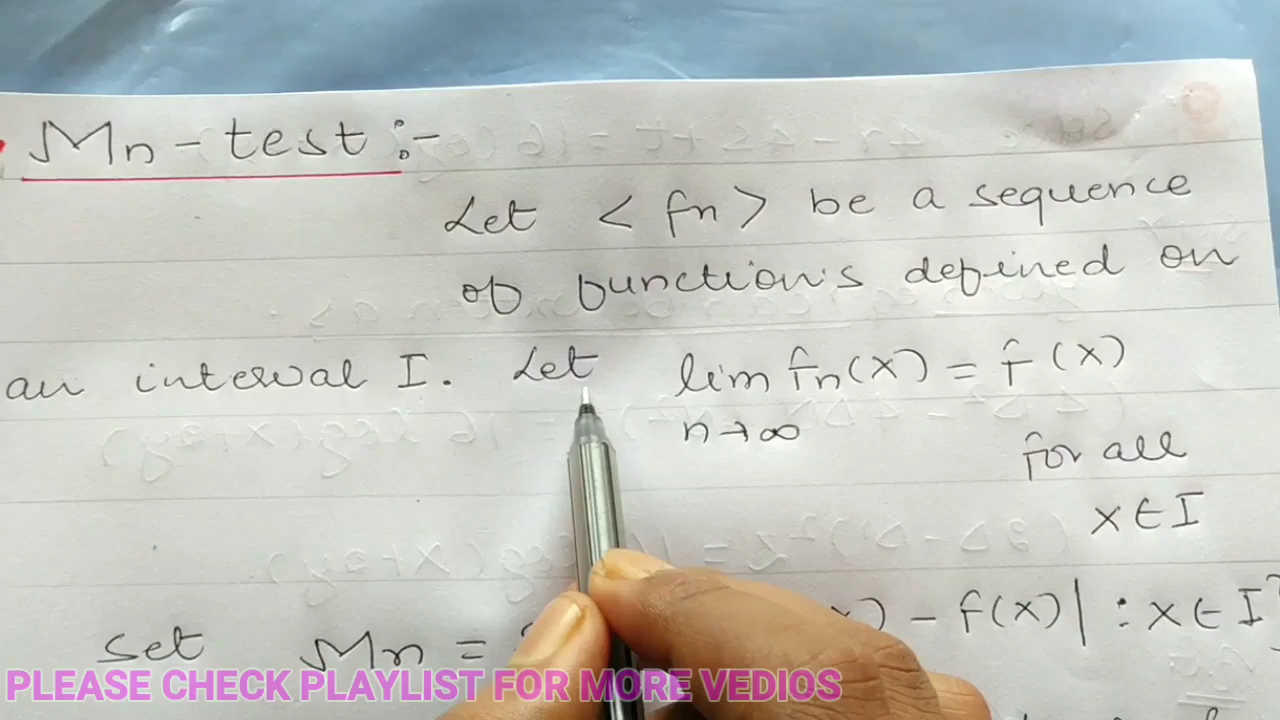 Mn-test :-
Let < fn > be a sequence
of functions defined on
an interval I. Let lim fn(x) = f(x)
n→∞
for all
x∈I
set Mn = x) - f(x)| : x∈I}
PLEASE CHECK PLAYLIST FOR MORE VEDIOS